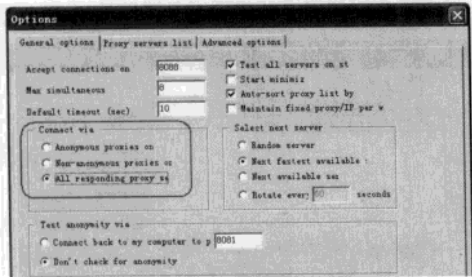 Options
General options Proxy servers list Advanced options
Accept connections on 8088
Test all servers on st
Start minimiz
Max simultaneous 8
Auto-sort proxy list by
Default timeout (sec) 10
Maintain fixed proxy/IP per w
Connect via
Anonymous proxies on
Non-anonymous proxies or
All responding proxy se
Select next server
Random server
Next fastest available
Next available ser
Rotate every seconds
Test anonymity via
Connect back to my computer to p 8081
Don't check for anonymity